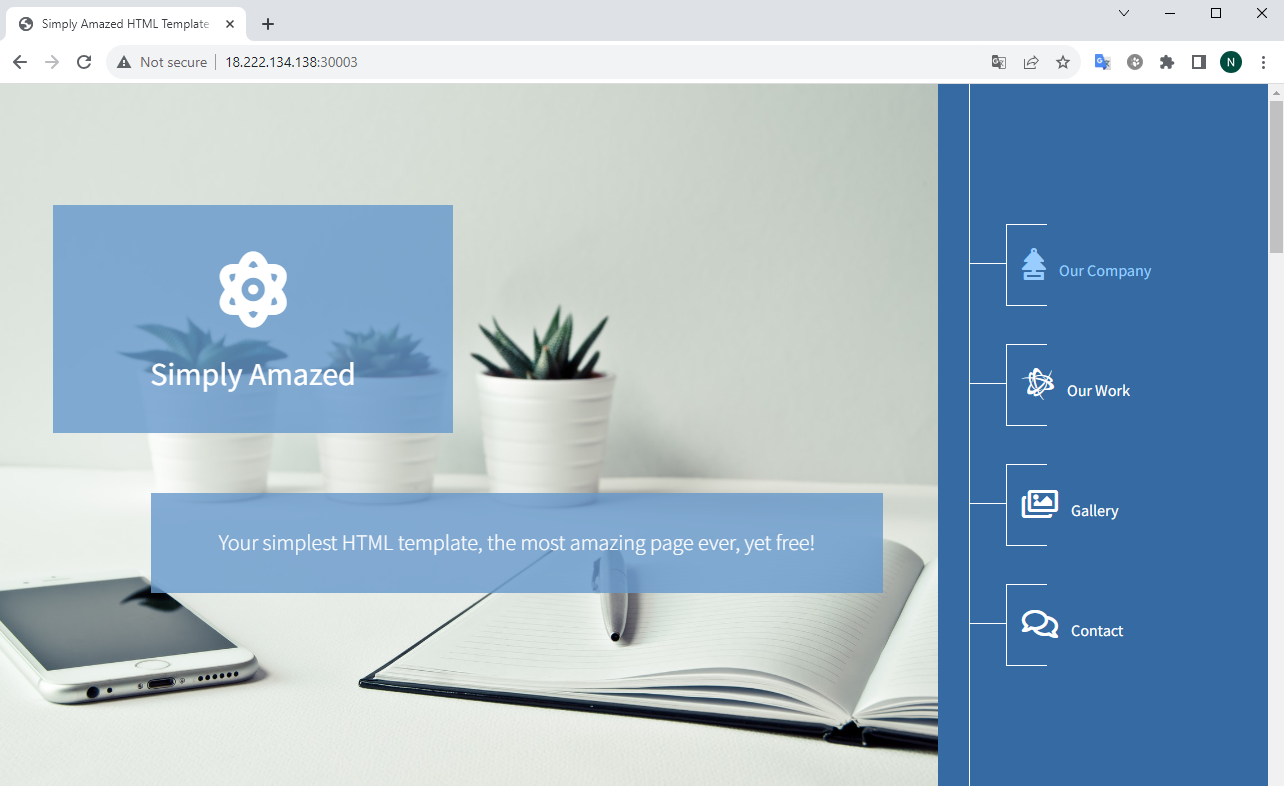 Simply Amazed HTML Template
Not secure
18.222.134.138:30003
N
Simply Amazed
Your simplest HTML template, the most amazing page ever, yet free!
Our Company
Our Work
Gallery
Contact